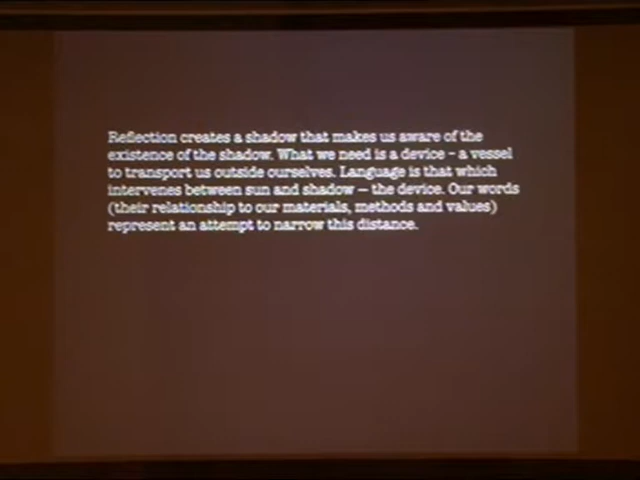 Reflection creates a shadow that makes us aware of the
existence of the shadow. What we need is a device - a vessel
to transport us outside ourselves. Language is that which
intervenes between sun and shadow – the device. Our words
(their relationship to our materials, methods and values)
represent an attempt to narrow this distance.